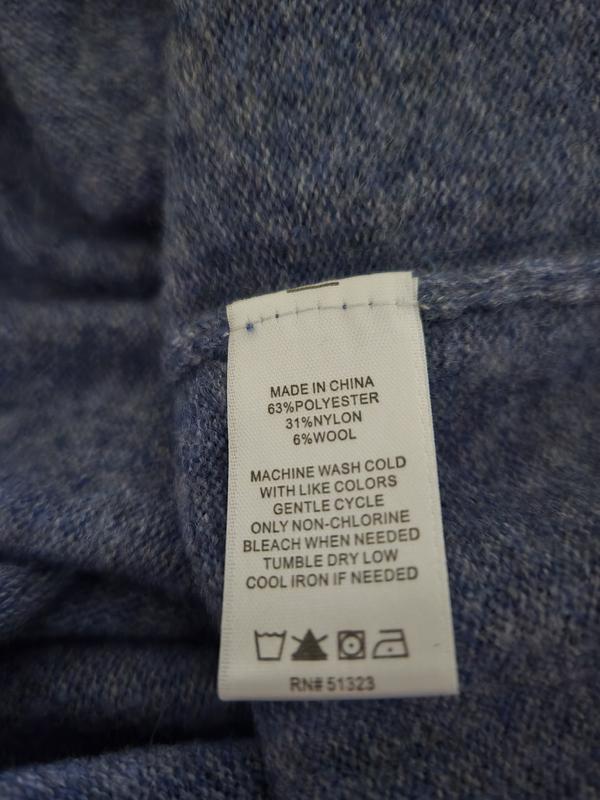 MADE IN CHINA
63%POLYESTER
31%NYLON
6%WOOL
MACHINE WASH COLD
WITH LIKE COLORS
GENTLE CYCLE
ONLY NON-CHLORINE
BLEACH WHEN NEEDED
TUMBLE DRY LOW
COOL IRON IF NEEDED
RN# 51323